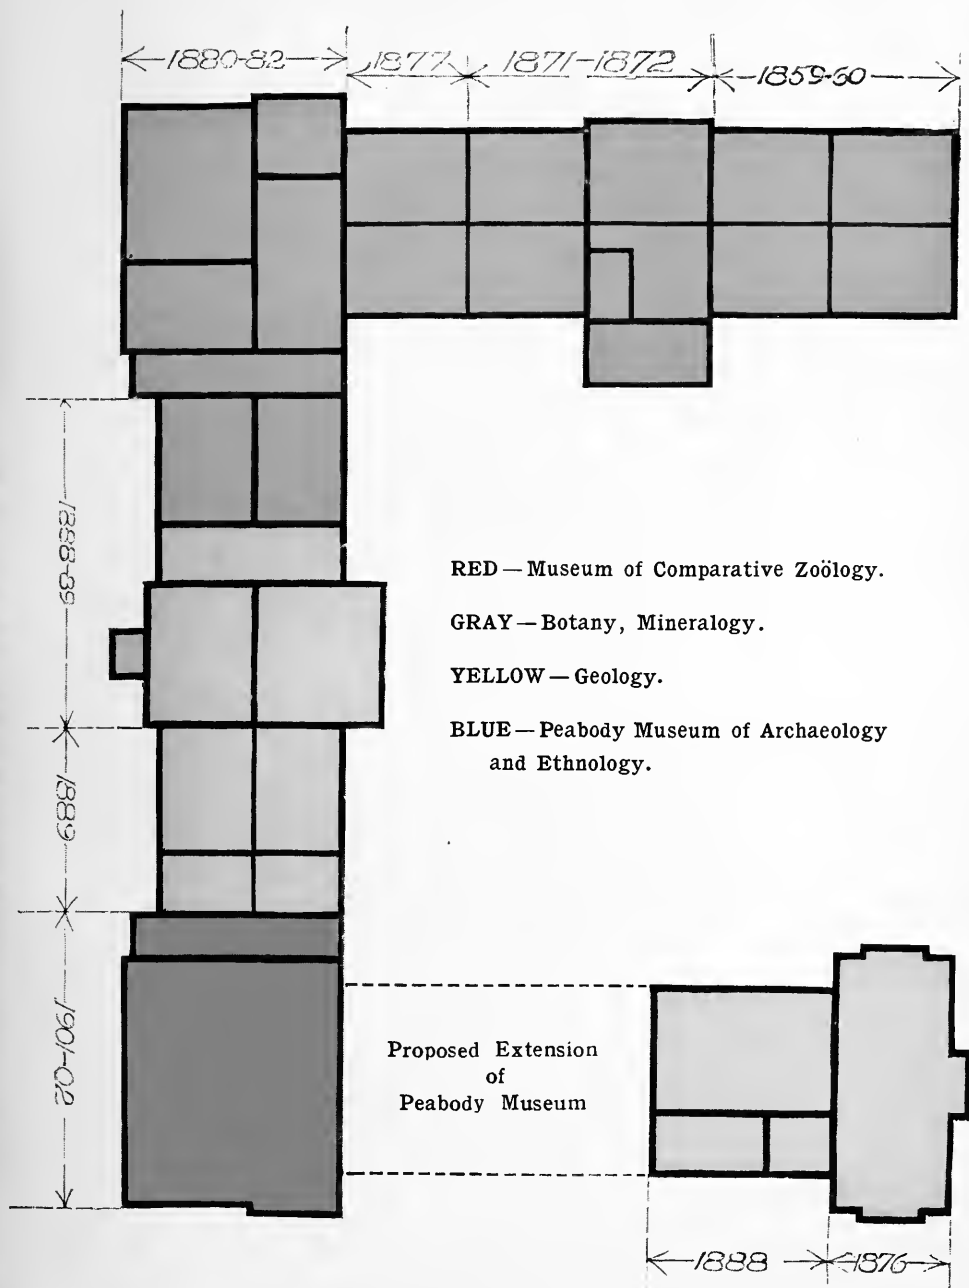 1880-82
1877
1871-1872
1859-60
1888-89
1889
1901-02
RED — Museum of Comparative Zoölogy.
GRAY — Botany, Mineralogy.
YELLOW — Geology.
BLUE — Peabody Museum of Archaeology
and Ethnology.
Proposed Extension
of
Peabody Museum
1888
1876